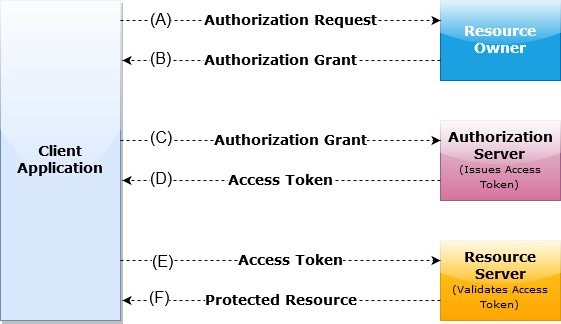 (A) Authorization Request
Resource
Owner
(B) Authorization Grant
Client
Application
(C) Authorization Grant
Authorization
Server
(Issues Access
Token)
(D) Access Token
(E) Access Token
Resource
Server
(Validates Access
Token)
(F) Protected Resource